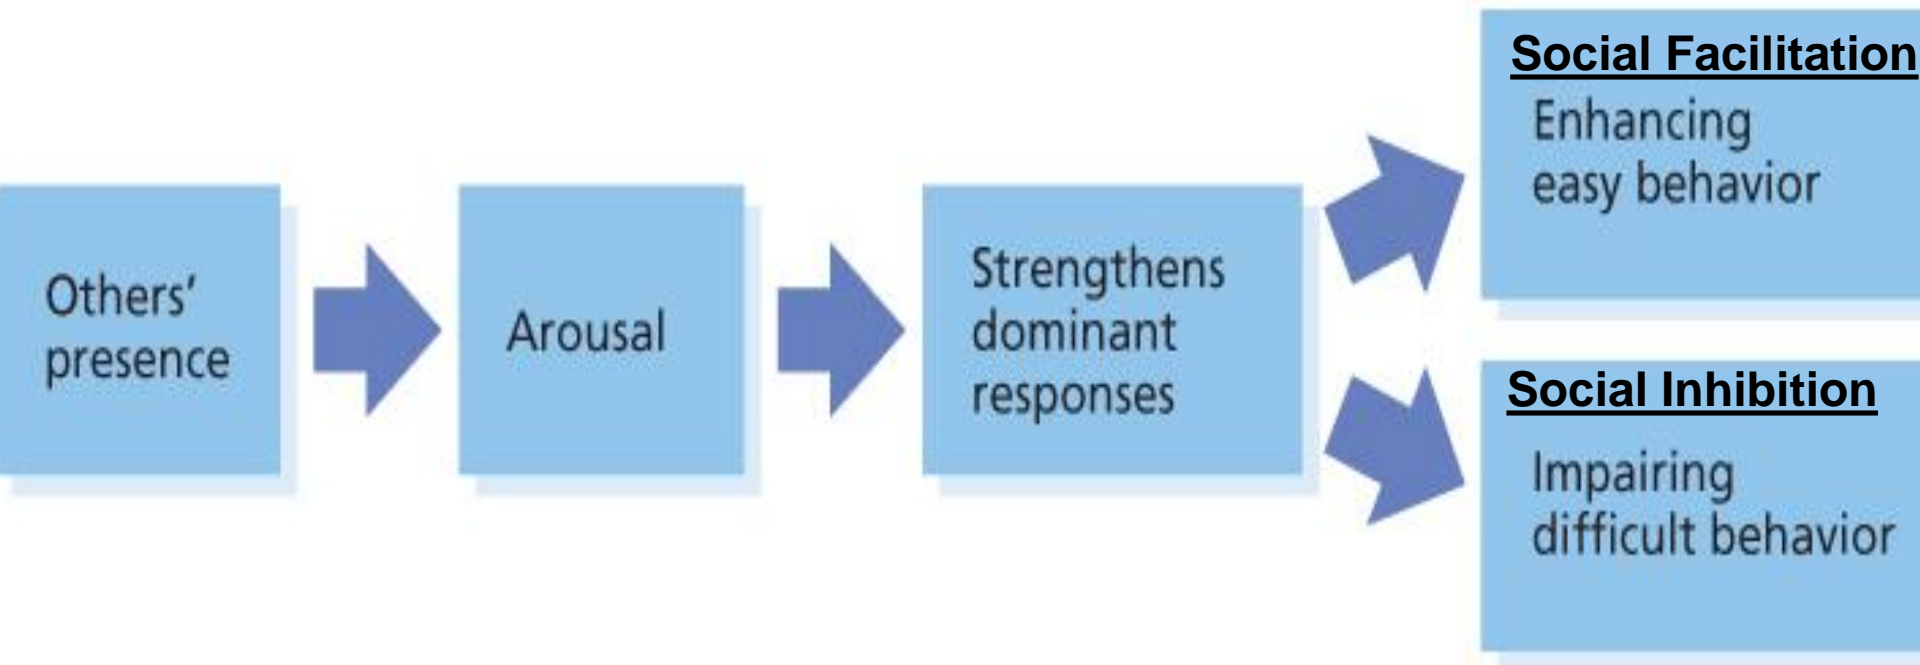 Others’
presence
Arousal
Strengthens
dominant
responses
Social Facilitation
Enhancing
easy behavior
Social Inhibition
Impairing
difficult behavior